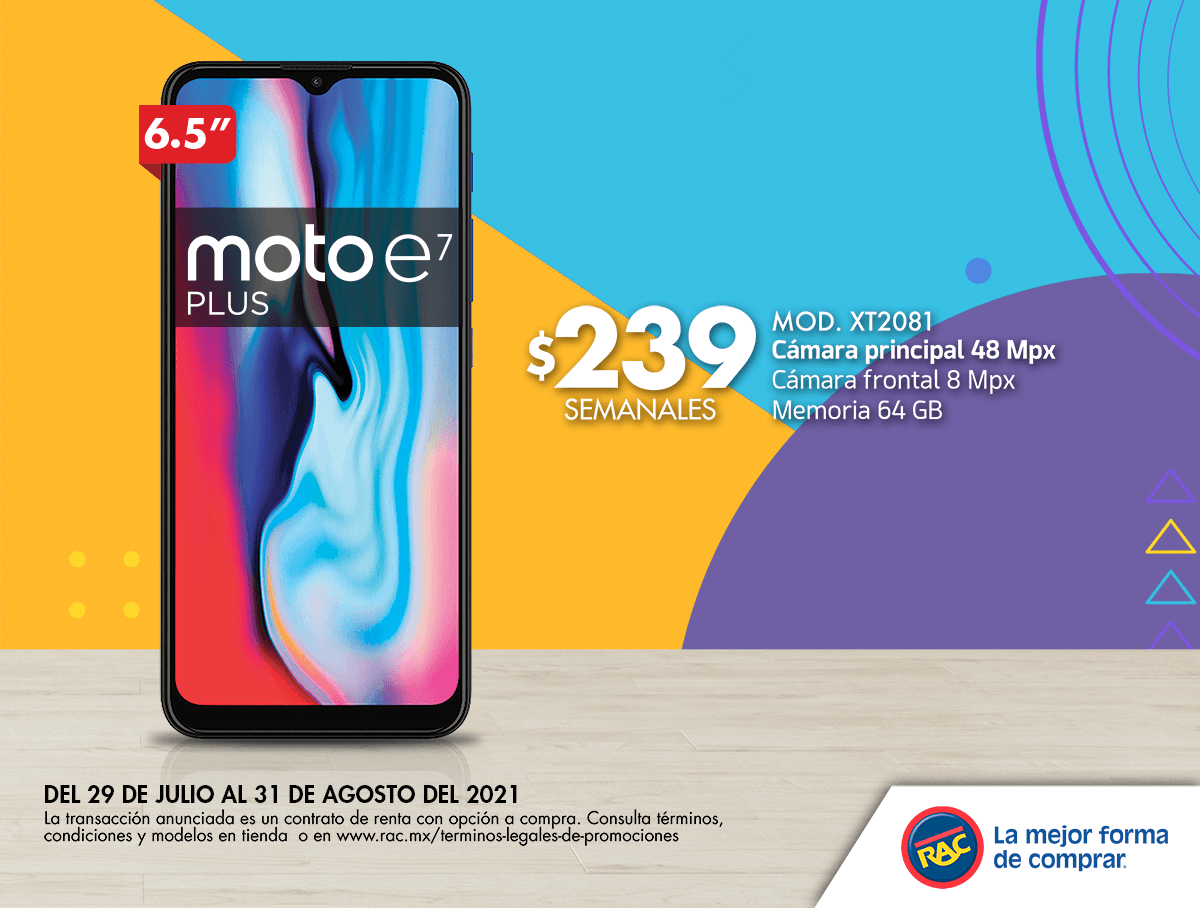 6.5"
moto e7
PLUS
$239
SEMANALES
MOD. XT2081
Cámara principal 48 Mpx
Cámara frontal 8 Mpx
Memoria 64 GB
DEL 29 DE JULIO AL 31 DE AGOSTO DEL 2021
La transacción anunciada es un contrato de renta con opción a compra. Consulta términos,
condiciones y modelos en tienda o en www.rac.mx/terminos-legales-de-promociones
RAC
La mejor forma
de comprar.